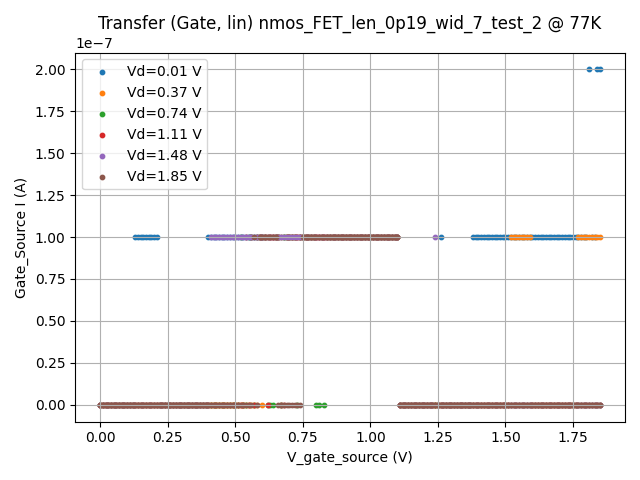 Transfer (Gate, lin) nmos_FET_len_0p19_wid_7_test_2 @ 77K
1e−7
2.00
1.75
1.50
1.25
1.00
0.75
0.50
0.25
0.00
Gate_Source I (A)
Vd=0.01 V
Vd=0.37 V
Vd=0.74 V
Vd=1.11 V
Vd=1.48 V
Vd=1.85 V
0.00 0.25 0.50 0.75 1.00 1.25 1.50 1.75
V_gate_source (V)